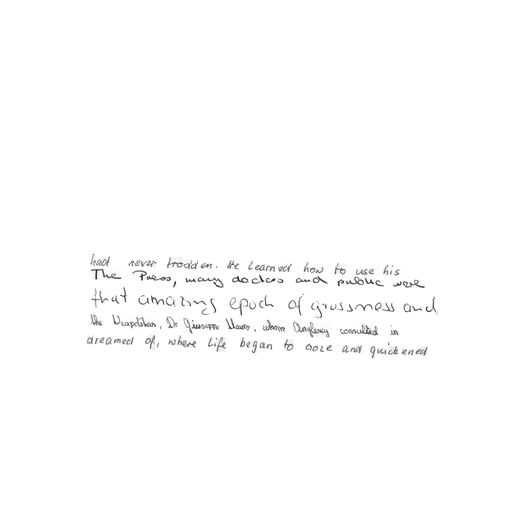 had never trodden. He learned how to use his
The Press, many doctors and public were
that amazing epoch of grossness and
the Neapolitan, Dr Giuseppe Mauro, whom Anglesey consulted in
dreamed of, where life began to ooze and quickened